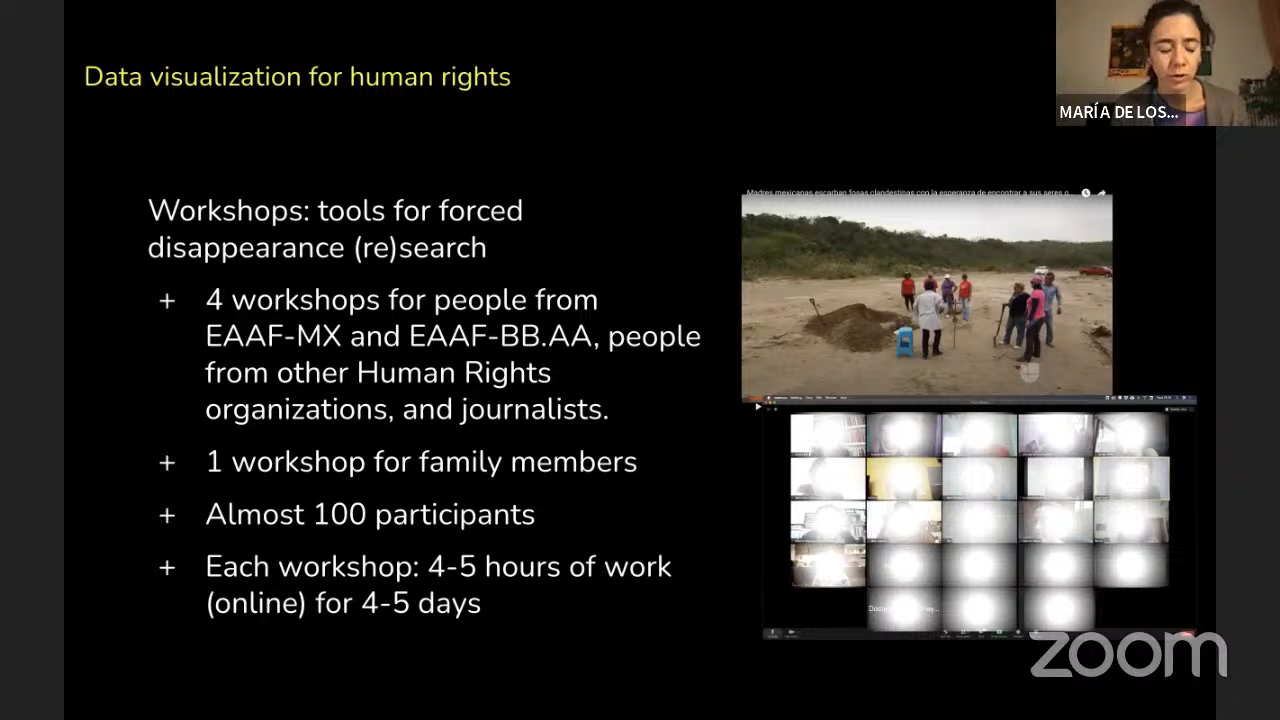 Data visualization for human rights
MARÍA DE LOS...
Workshops: tools for forced
disappearance (re)search
+ 4 workshops for people from
EAAF-MX and EAAF-BB.AA, people
from other Human Rights
organizations, and journalists.
+ 1 workshop for family members
+ Almost 100 participants
+ Each workshop: 4-5 hours of work
(online) for 4-5 days
Madres mexicanas escarban fosas clandestinas con la esperanza de encontrar a sus seres q...
zoom